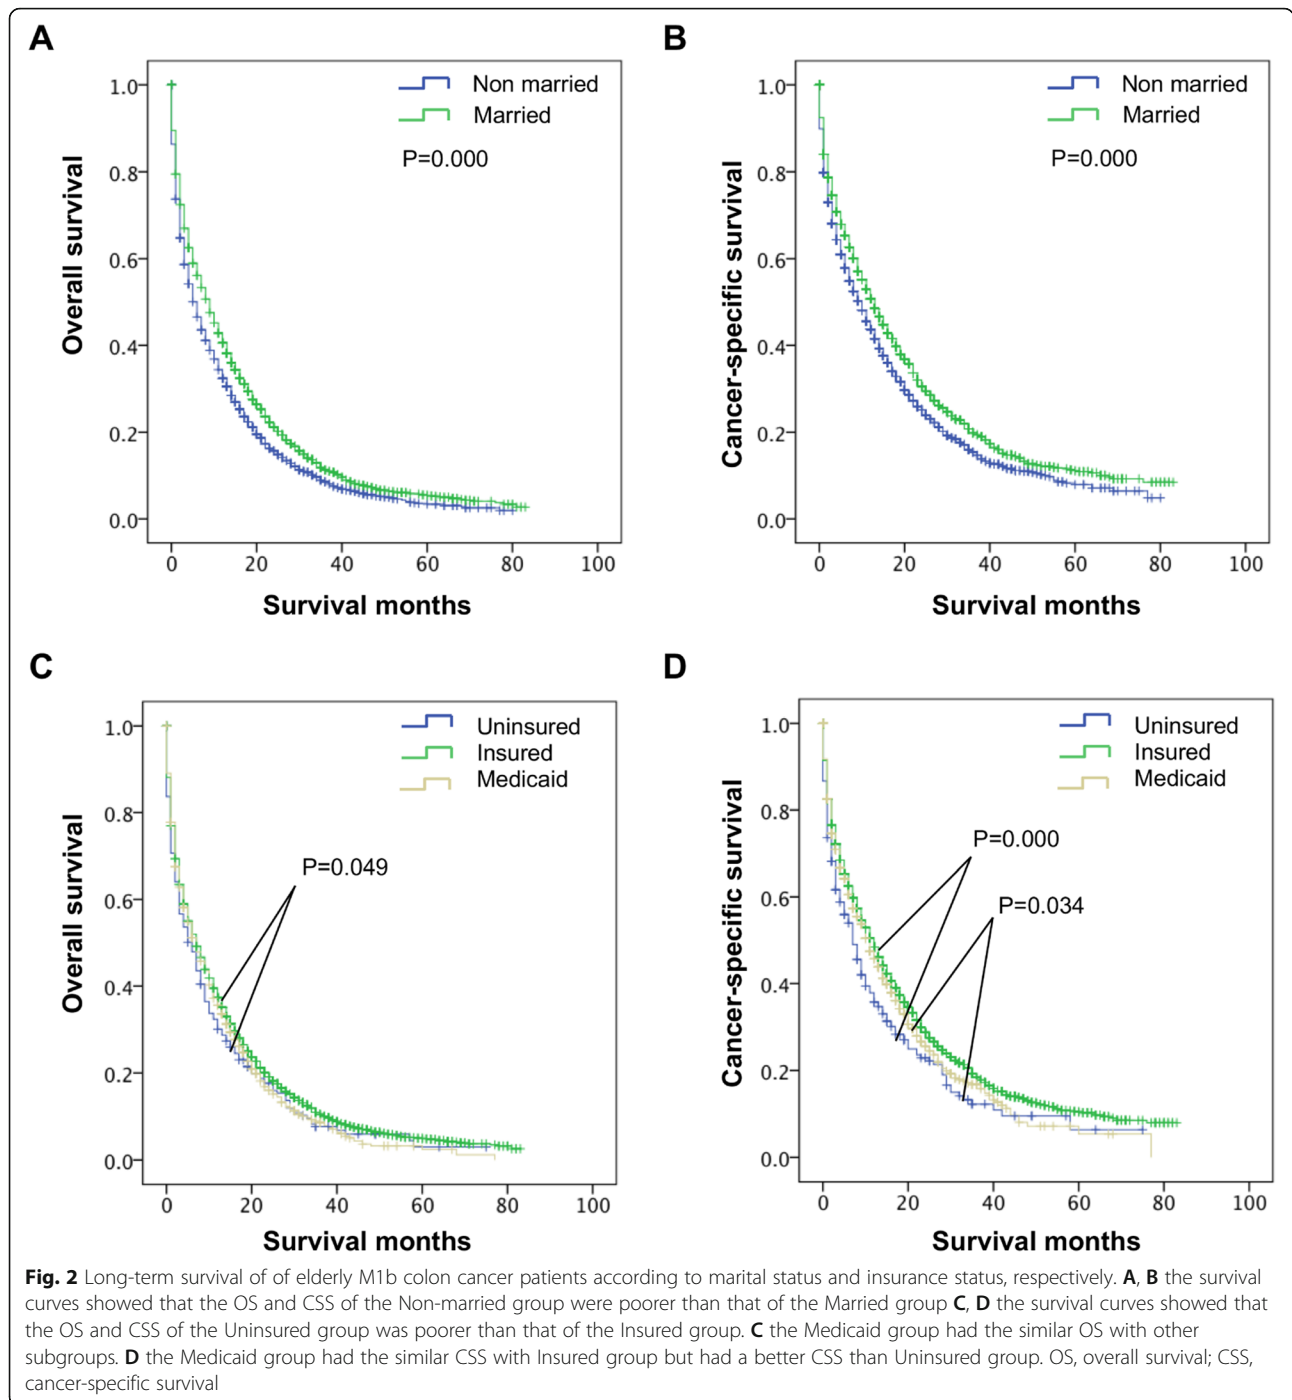 A
Non married
Married
P=0.000
Overall survival
1.0
0.8
0.6
0.4
0.2
0.0
0 20 40 60 80 100
Survival months
B
Non married
Married
P=0.000
Cancer-specific survival
1.0
0.8
0.6
0.4
0.2
0.0
0 20 40 60 80 100
Survival months
C
Uninsured
Insured
Medicaid
P=0.049
Overall survival
1.0
0.8
0.6
0.4
0.2
0.0
0 20 40 60 80 100
Survival months
D
Uninsured
Insured
Medicaid
P=0.000
P=0.034
Cancer-specific survival
1.0
0.8
0.6
0.4
0.2
0.0
0 20 40 60 80 100
Survival months
Fig. 2 Long-term survival of of elderly M1b colon cancer patients according to marital status and insurance status, respectively. A, B the survival
curves showed that the OS and CSS of the Non-married group were poorer than that of the Married group C, D the survival curves showed that
the OS and CSS of the Uninsured group was poorer than that of the Insured group. C the Medicaid group had the similar OS with other
subgroups. D the Medicaid group had the similar CSS with Insured group but had a better CSS than Uninsured group. OS, overall survival; CSS,
cancer-specific survival